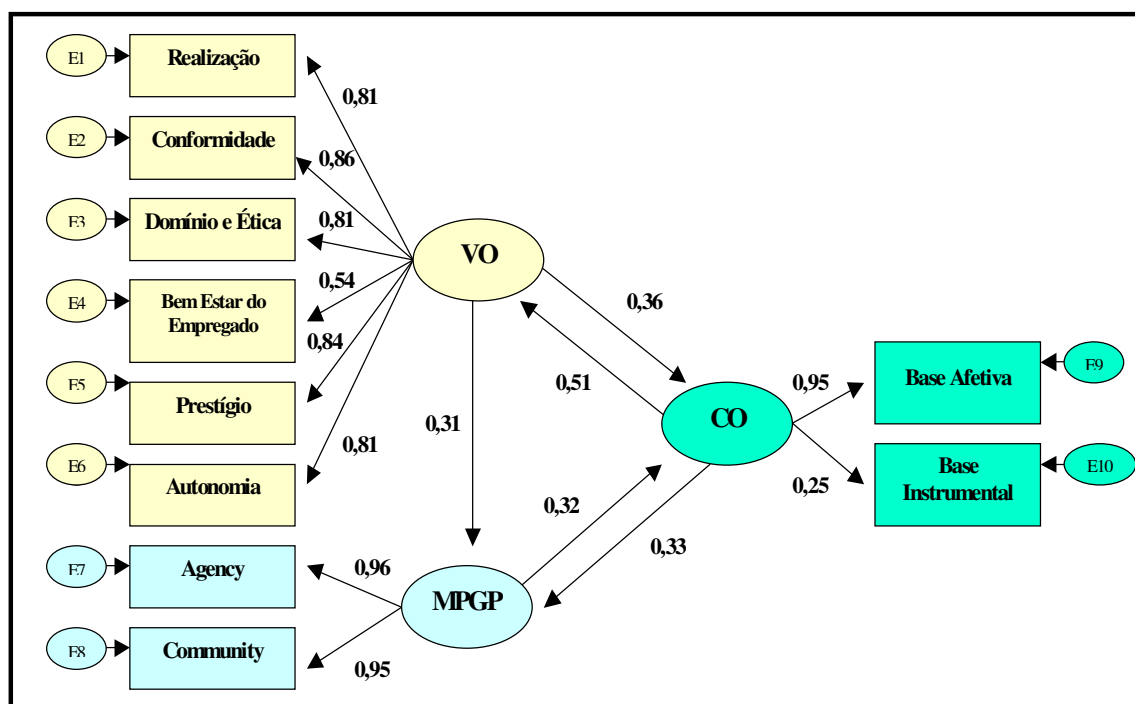 E1
Realização
0,81
E2
Conformidade
0,86
E3
Domínio e Ética
0,81
VO
E4
Bem Estar do
Empregado
0,54
0,36
E5
Prestígio
0,84
0,51
0,95
Base Afetiva
E9
0,31
CO
E6
Autonomia
0,81
0,25
Base
Instrumental
E10
0,32
0,33
E7
Agency
0,96
MPGP
E8
Community
0,95